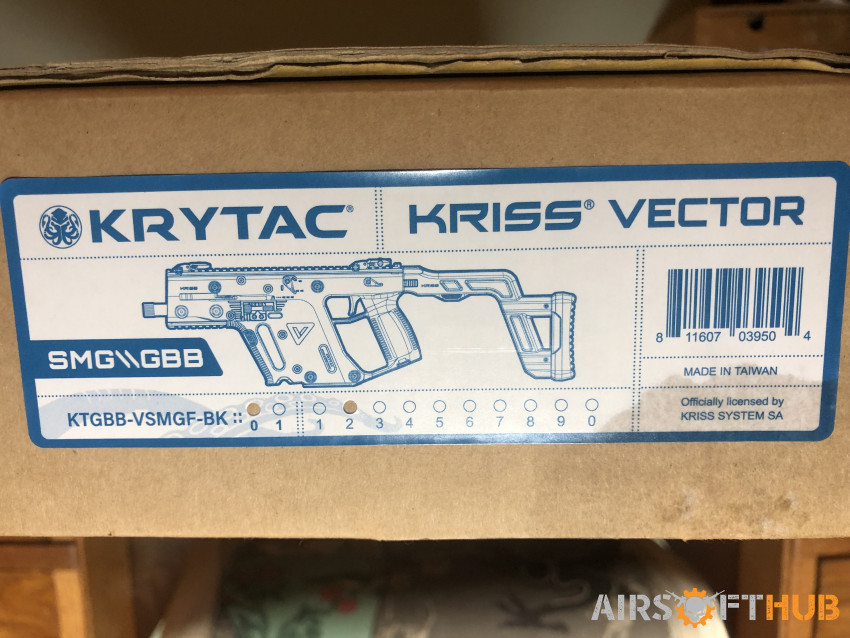 KRYTAC®
KRISS® VECTOR
KRISS
SMG\\GBB
8 11607 03950 4
MADE IN TAIWAN
Officially licensed by
KRISS SYSTEM SA
KTGBB-VSMGF-BK :: 0 1 1 2 3 4 5 6 7 8 9 0
AIRSOFTHUB